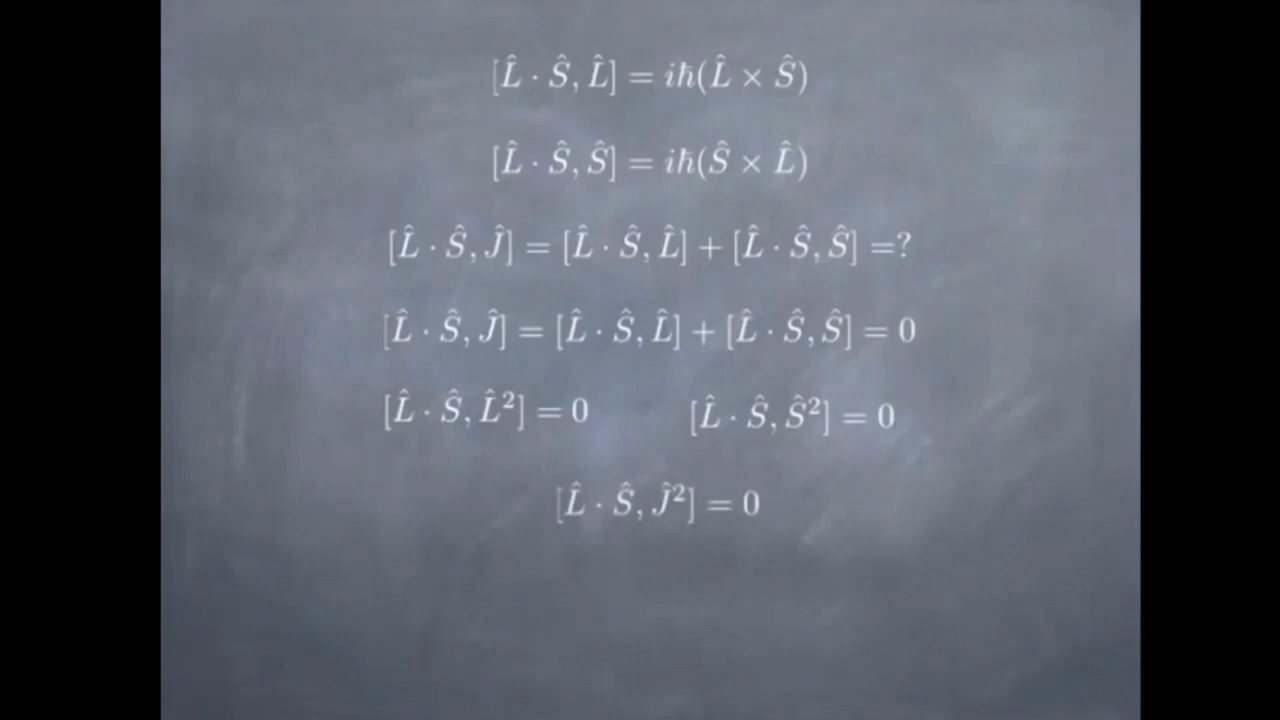 [L̂ · Ŝ, L̂] = iħ(L̂ × Ŝ)
[L̂ · Ŝ, Ŝ] = iħ(Ŝ × L̂)
[L̂ · Ŝ, Ĵ] = [L̂ · Ŝ, L̂] + [L̂ · Ŝ, Ŝ] =?
[L̂ · Ŝ, Ĵ] = [L̂ · Ŝ, L̂] + [L̂ · Ŝ, Ŝ] = 0
[L̂ · Ŝ, L̂²] = 0 [L̂ · Ŝ, Ŝ²] = 0
[L̂ · Ŝ, Ĵ²] = 0